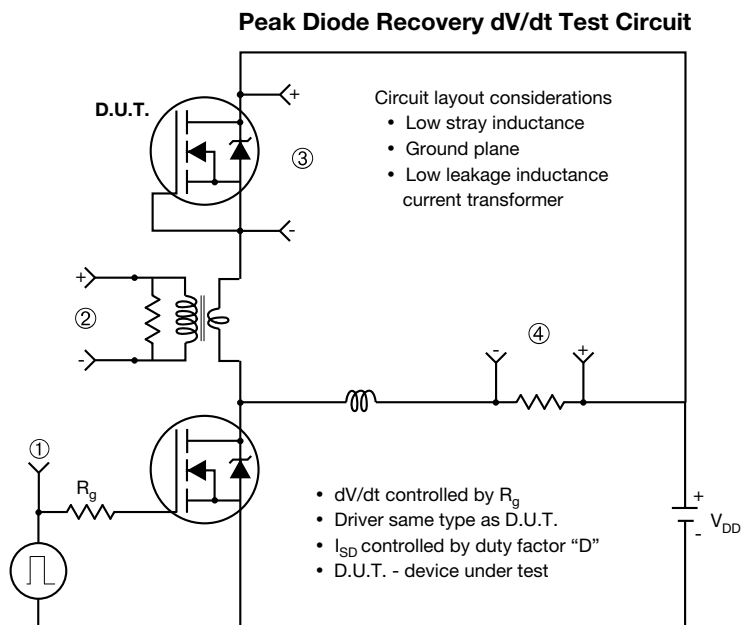 Peak Diode Recovery dV/dt Test Circuit
D.U.T.
+
③
-
Circuit layout considerations
• Low stray inductance
• Ground plane
• Low leakage inductance
current transformer
+
②
-
-
④
+
①
Rg
• dV/dt controlled by Rg
• Driver same type as D.U.T.
• ISD controlled by duty factor “D”
• D.U.T. - device under test
+
-
VDD